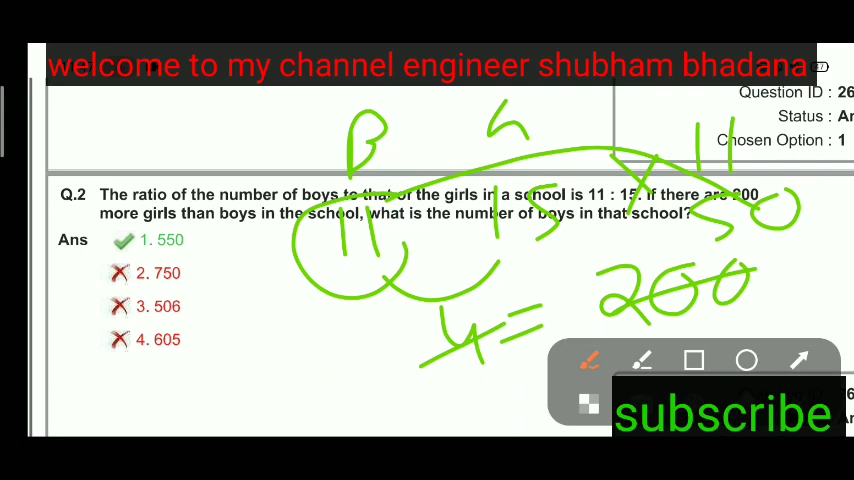 welcome to my channel engineer shubham bhadana
Question ID : 26
Status : An
Chosen Option : 1
B G 11
Q.2 The ratio of the number of boys to that of the girls in a school is 11 : 15. If there are 200
more girls than boys in the school, what is the number of boys in that school?
11 15 X 50
Ans 1. 550
2. 750
3. 506
4. 605
4 = 200
subscribe